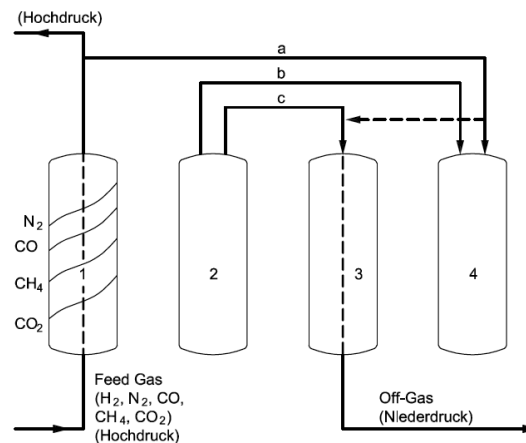 (Hochdruck)
a
b
c
N₂
CO
CH₄
CO₂
1
2
3
4
Feed Gas
(H₂, N₂, CO,
CH₄, CO₂)
(Hochdruck)
Off-Gas
(Niederdruck)